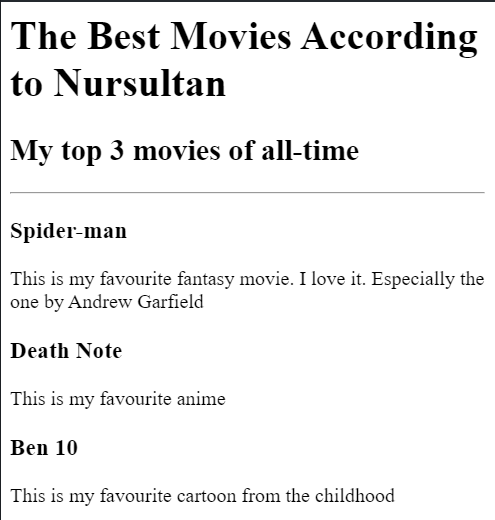 The Best Movies According
to Nursultan
My top 3 movies of all-time
Spider-man
This is my favourite fantasy movie. I love it. Especially the
one by Andrew Garfield
Death Note
This is my favourite anime
Ben 10
This is my favourite cartoon from the childhood